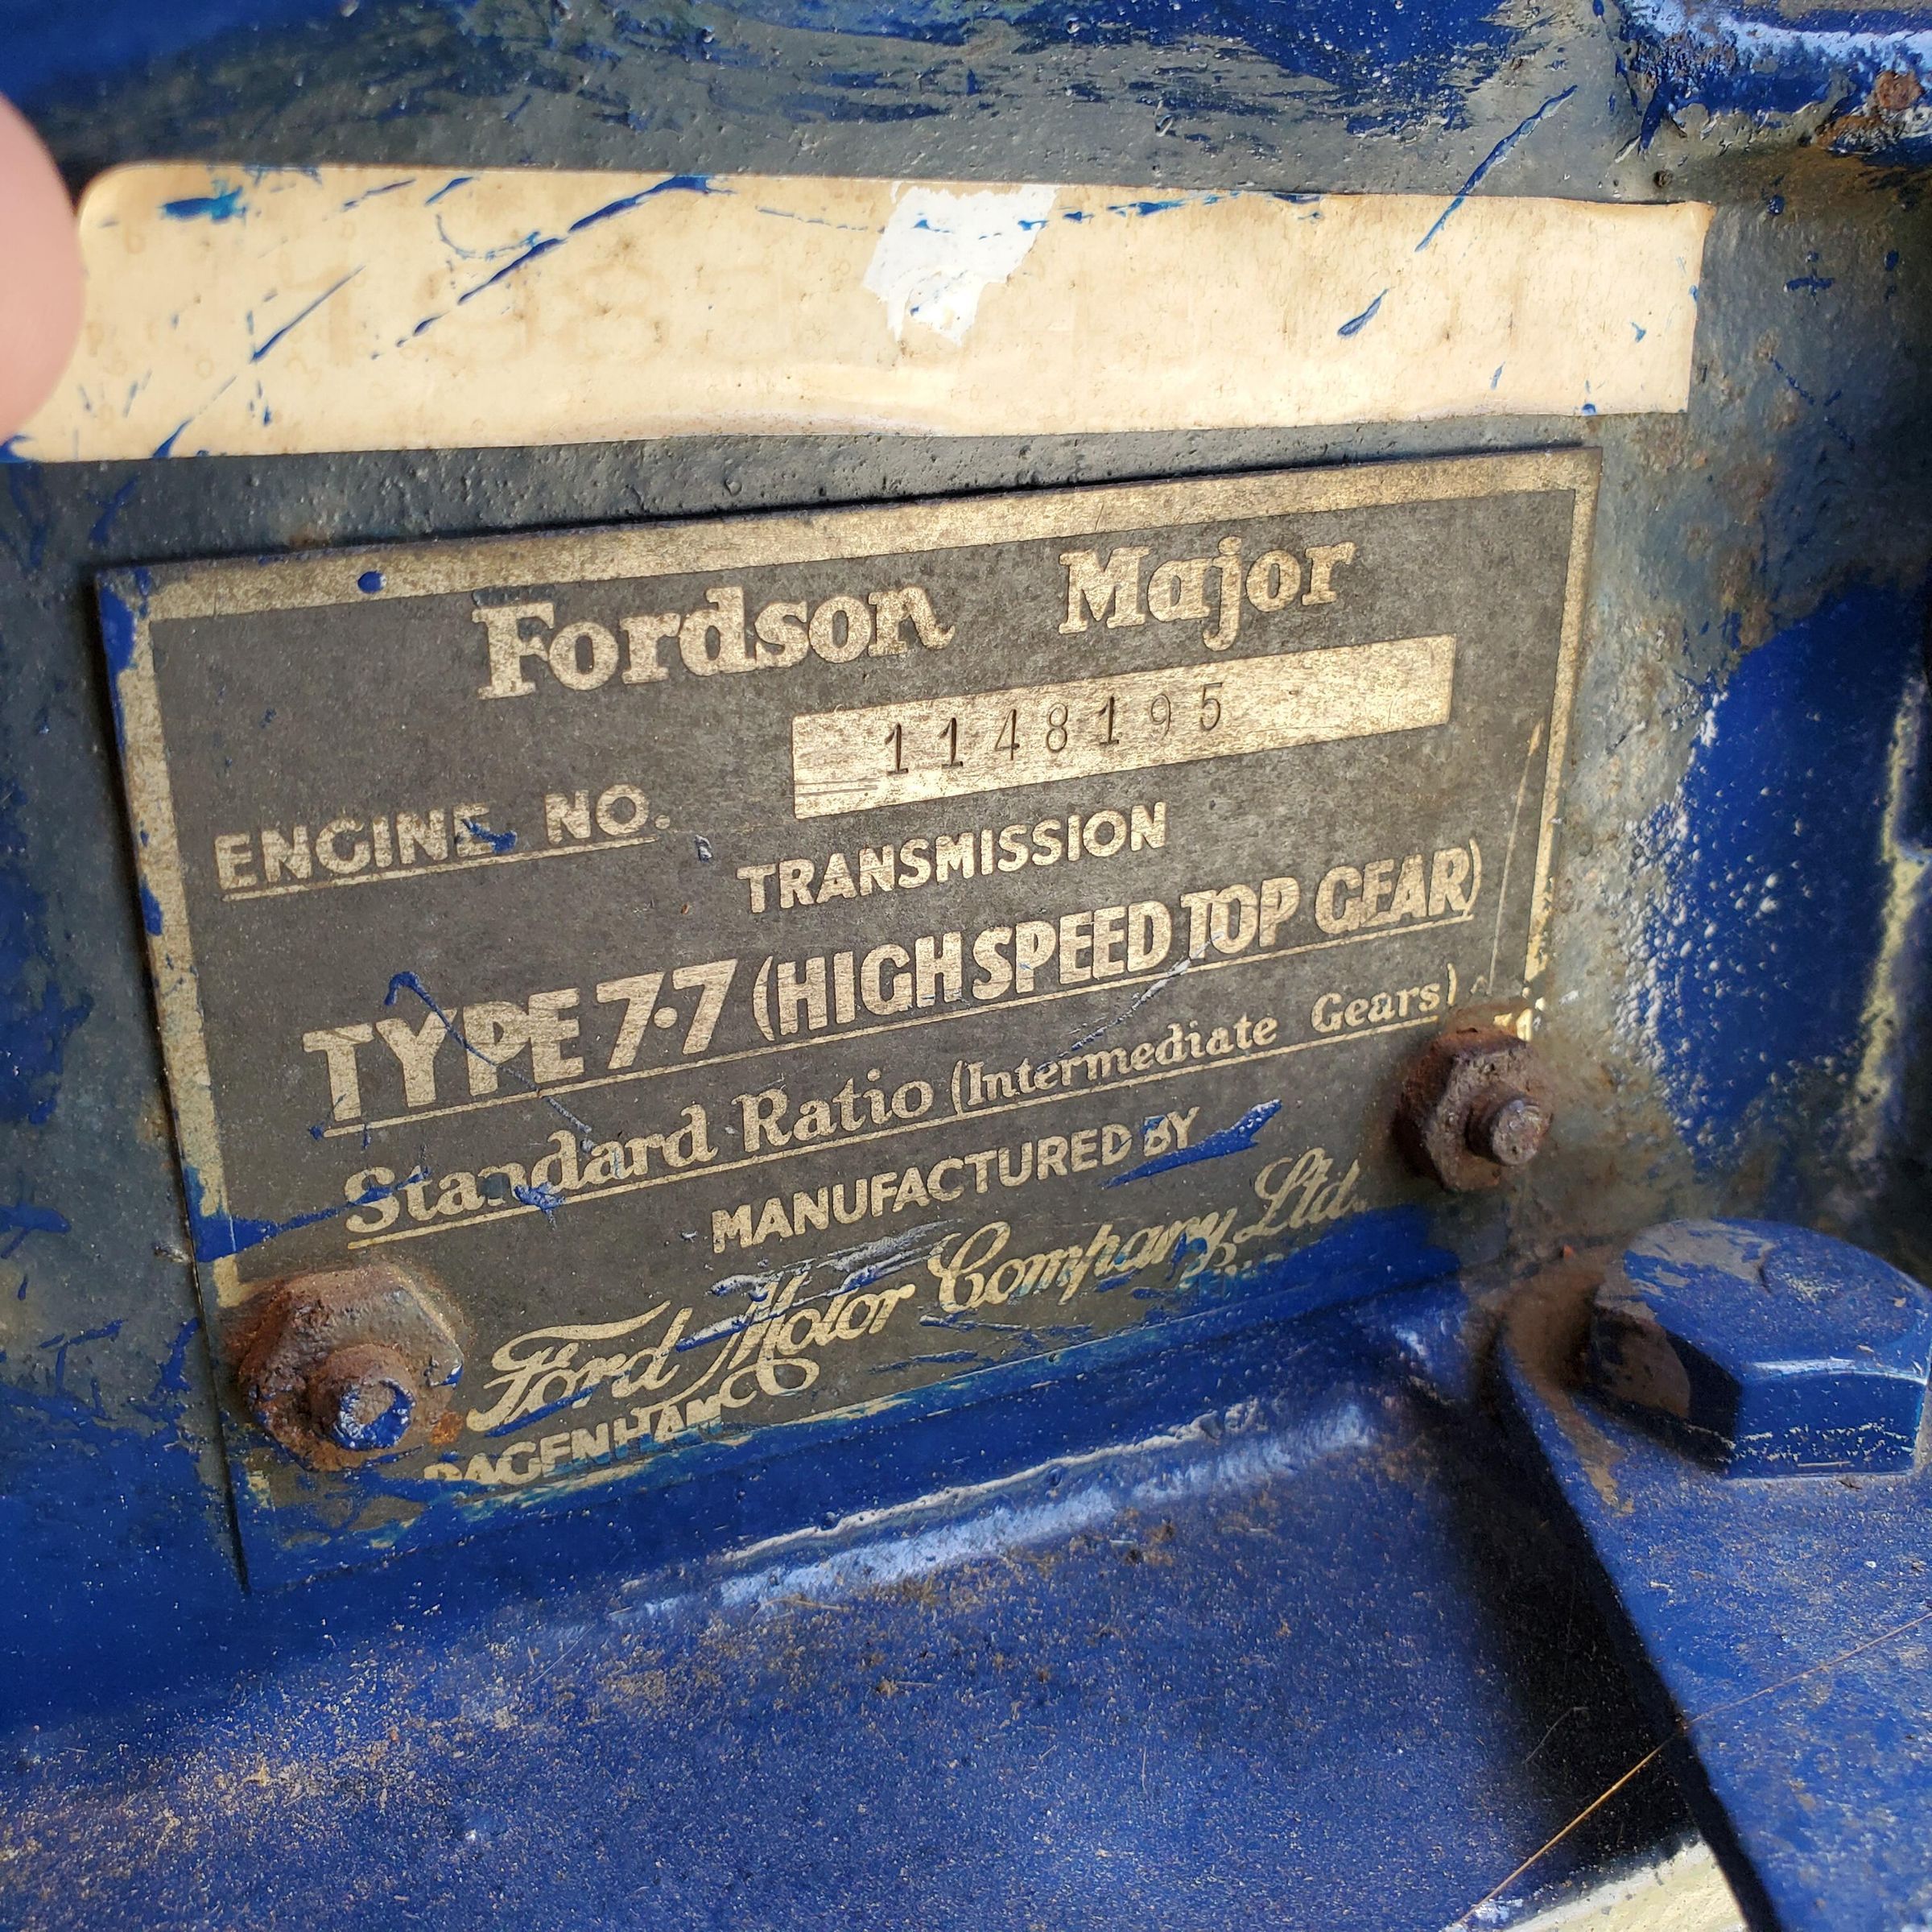 Fordson Major
ENGINE NO. 1148195
TRANSMISSION
TYPE 7·7 (HIGH SPEED TOP GEAR)
Standard Ratio (Intermediate Gears)
MANUFACTURED BY
Ford Motor Company Ltd.
DAGENHAM